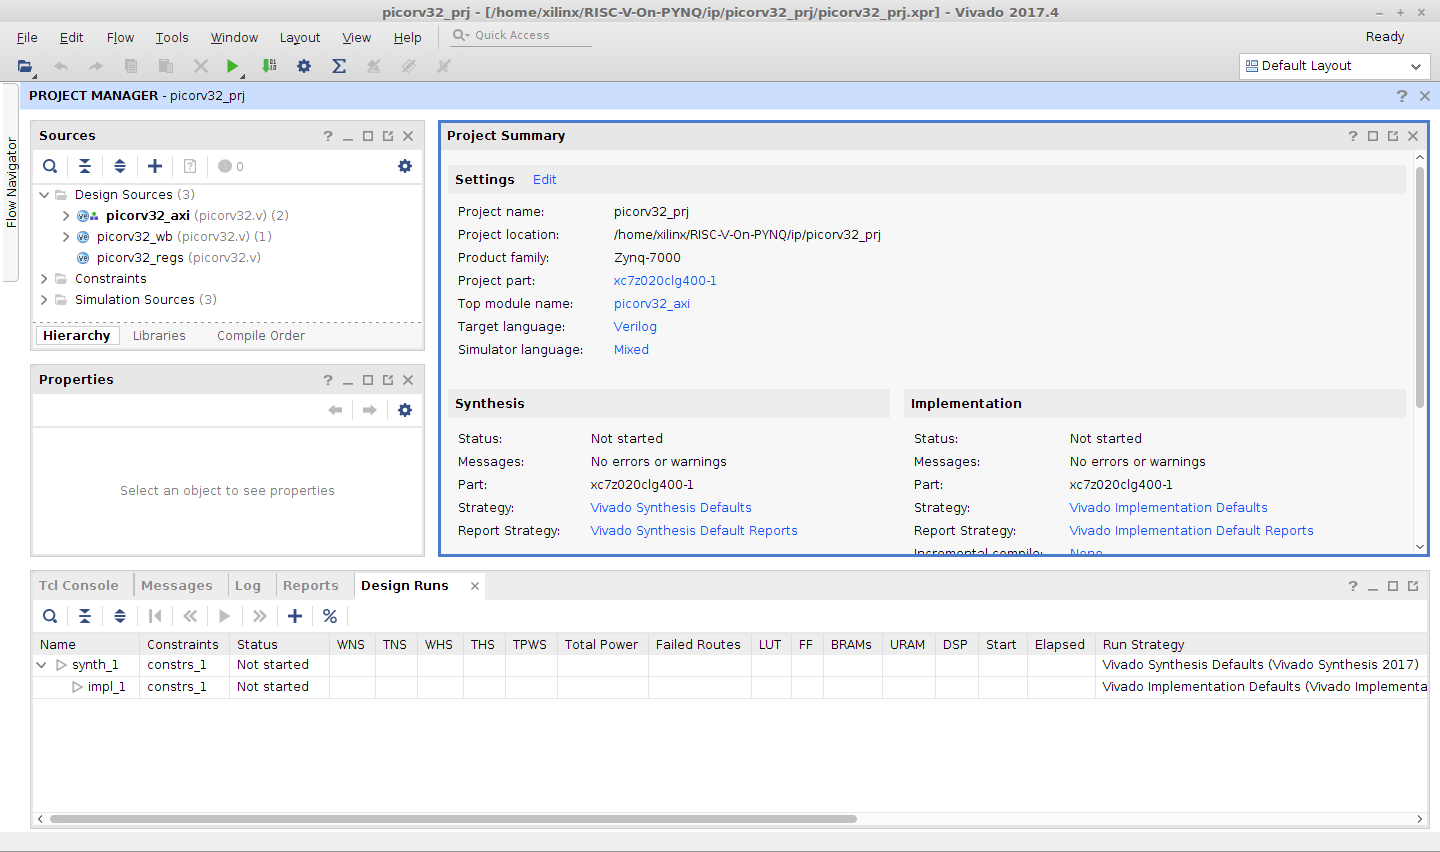 picorv32_prj - [/home/xilinx/RISC-V-On-PYNQ/ip/picorv32_prj/picorv32_prj.xpr] - Vivado 2017.4
File Edit Flow Tools Window Layout View Help Quick Access Ready
Default Layout
PROJECT MANAGER - picorv32_prj
Flow Navigator
Sources
0
Design Sources (3)
picorv32_axi (picorv32.v) (2)
picorv32_wb (picorv32.v) (1)
picorv32_regs (picorv32.v)
Constraints
Simulation Sources (3)
Hierarchy Libraries Compile Order
Properties
Select an object to see properties
Project Summary
Settings Edit
Project name: picorv32_prj
Project location: /home/xilinx/RISC-V-On-PYNQ/ip/picorv32_prj
Product family: Zynq-7000
Project part: xc7z020clg400-1
Top module name: picorv32_axi
Target language: Verilog
Simulator language: Mixed
Synthesis
Status: Not started
Messages: No errors or warnings
Part: xc7z020clg400-1
Strategy: Vivado Synthesis Defaults
Report Strategy: Vivado Synthesis Default Reports
Implementation
Status: Not started
Messages: No errors or warnings
Part: xc7z020clg400-1
Strategy: Vivado Implementation Defaults
Report Strategy: Vivado Implementation Default Reports
Incremental compile: None
Tcl Console Messages Log Reports Design Runs
Name Constraints Status WNS TNS WHS THS TPWS Total Power Failed Routes LUT FF BRAMs URAM DSP Start Elapsed Run Strategy
synth_1 constrs_1 Not started Vivado Synthesis Defaults (Vivado Synthesis 2017)
impl_1 constrs_1 Not started Vivado Implementation Defaults (Vivado Implementa